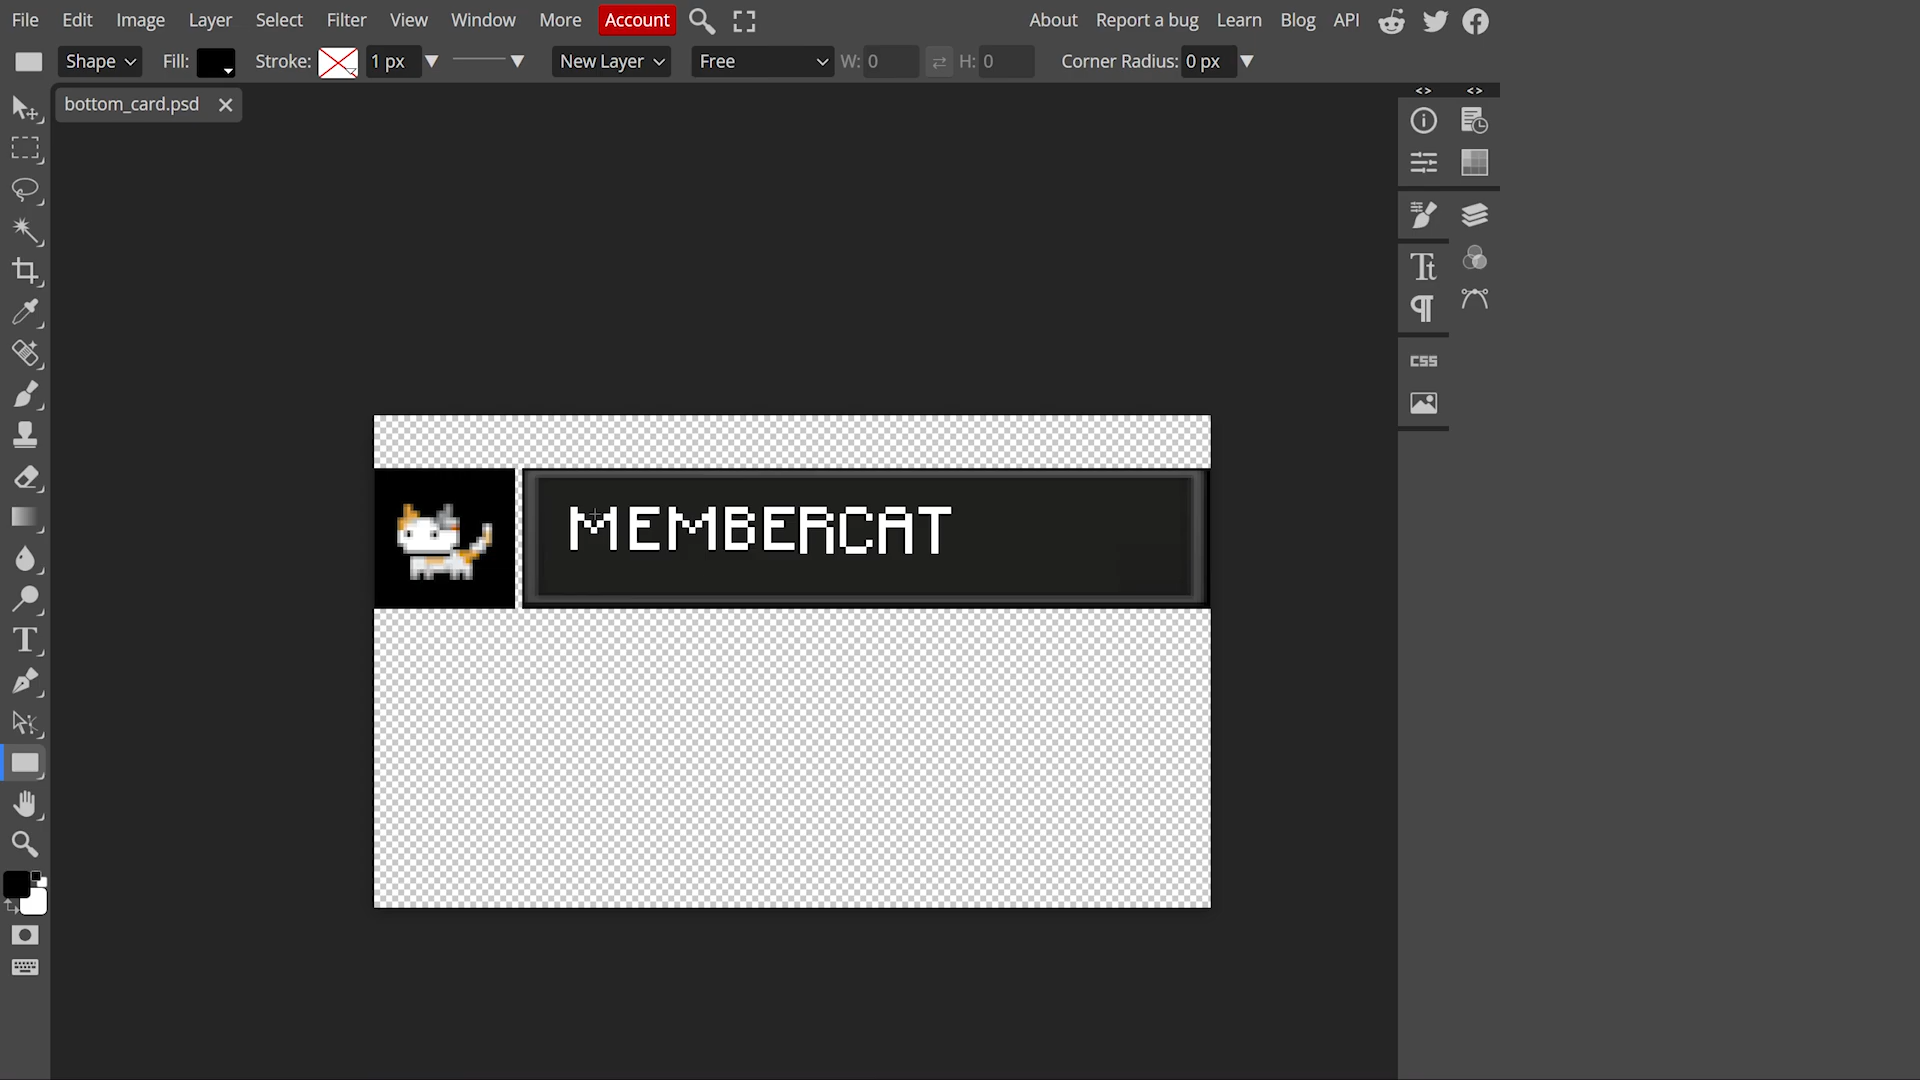 File Edit Image Layer Select Filter View Window More Account About Report a bug Learn Blog API
Shape Fill: Stroke: 1 px New Layer Free W: 0 H: 0 Corner Radius: 0 px
bottom_card.psd
MEMBERCAT
CSS